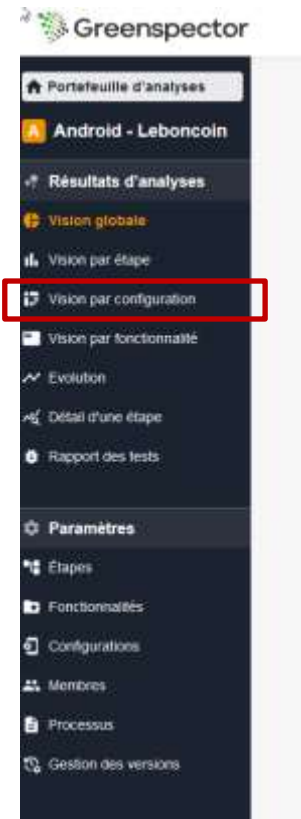 Greenspector
Portefeuille d'analyses
A Android - Leboncoin
Résultats d'analyses
Vision globale
Vision par étape
Vision par configuration
Vision par fonctionnalité
Evolution
Détail d'une étape
Rapport des tests
Paramètres
Étapes
Fonctionnalités
Configurations
Membres
Processus
Gestion des versions